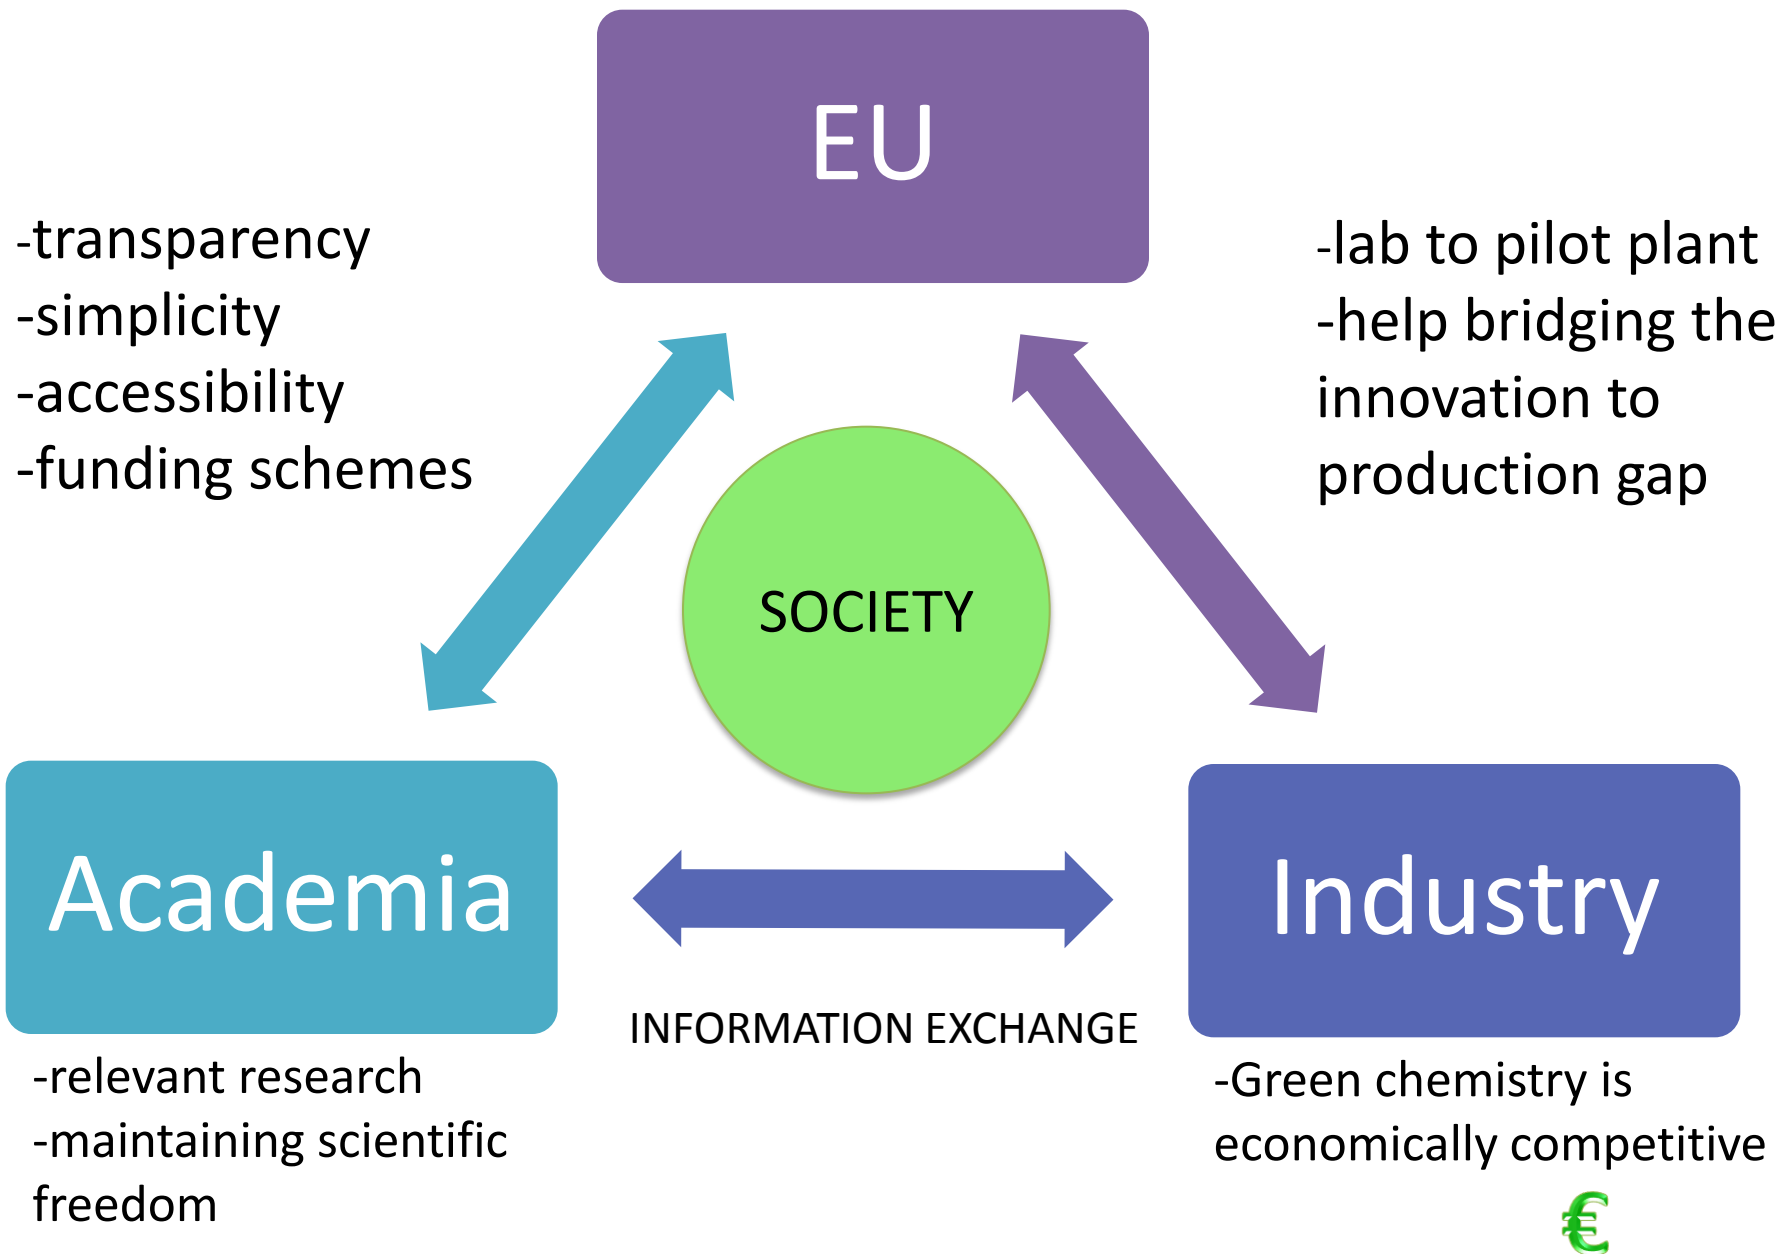 EU
-transparency
-simplicity
-accessibility
-funding schemes
-lab to pilot plant
-help bridging the
innovation to
production gap
SOCIETY
Academia
Industry
INFORMATION EXCHANGE
-relevant research
-maintaining scientific
freedom
-Green chemistry is
economically competitive
€